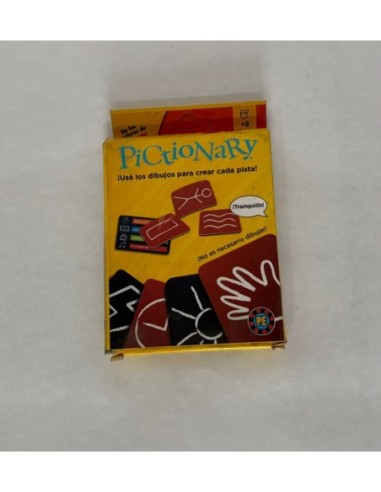 +8
PiCtioNaRy
¡Usá los dibujos para crear cada pista!
¡Trampolín!
¡No es necesario dibujar!